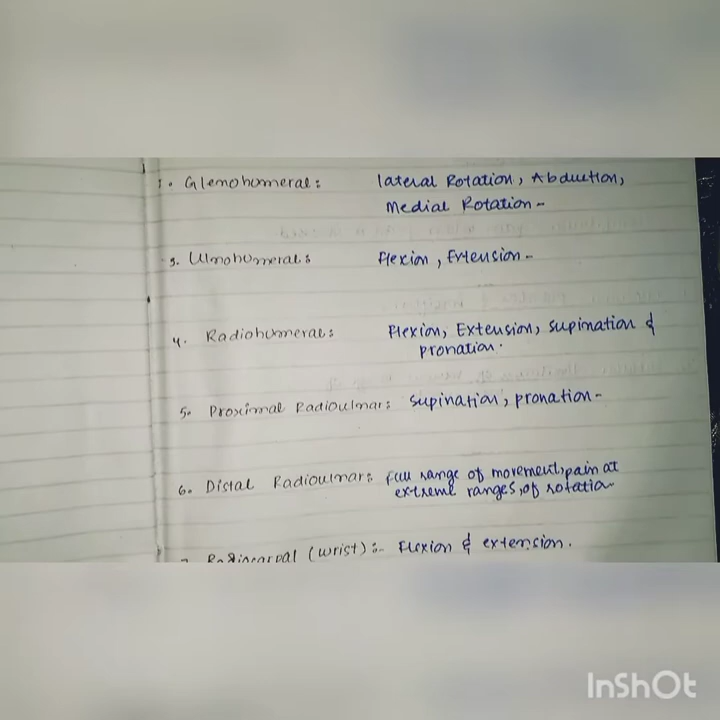 1. Glenohumeral: lateral Rotation, Abduction,
Medial Rotation-
3. Ulnohumeral: Flexion, Extension-
4. Radiohumeral: Flexion, Extension, supination &
pronation.
5. Proximal Radioulnar: supination, pronation-
6. Distal Radioulnar: full range of movement, pain at
extreme ranges, of rotation
7. Radiocarpal (wrist):- Flexion & extension.
InShOt